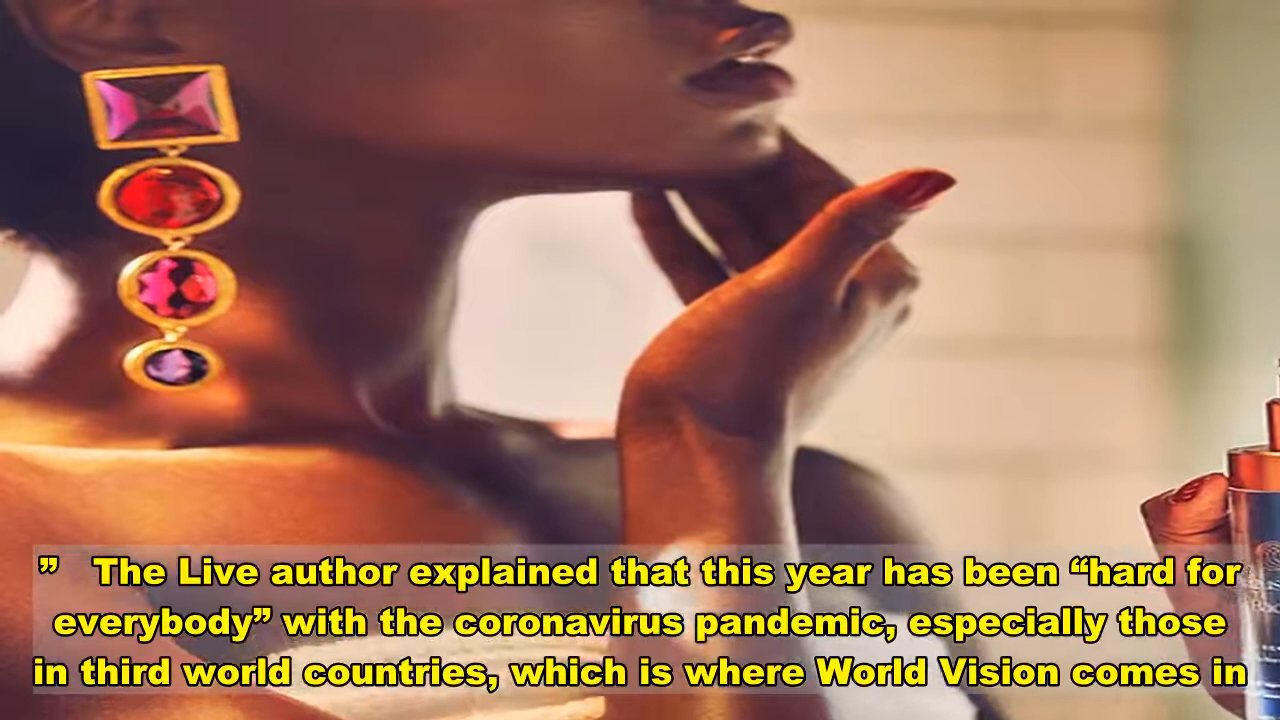 ”   The Live author explained that this year has been “hard for
everybody” with the coronavirus pandemic, especially those
in third world countries, which is where World Vision comes in